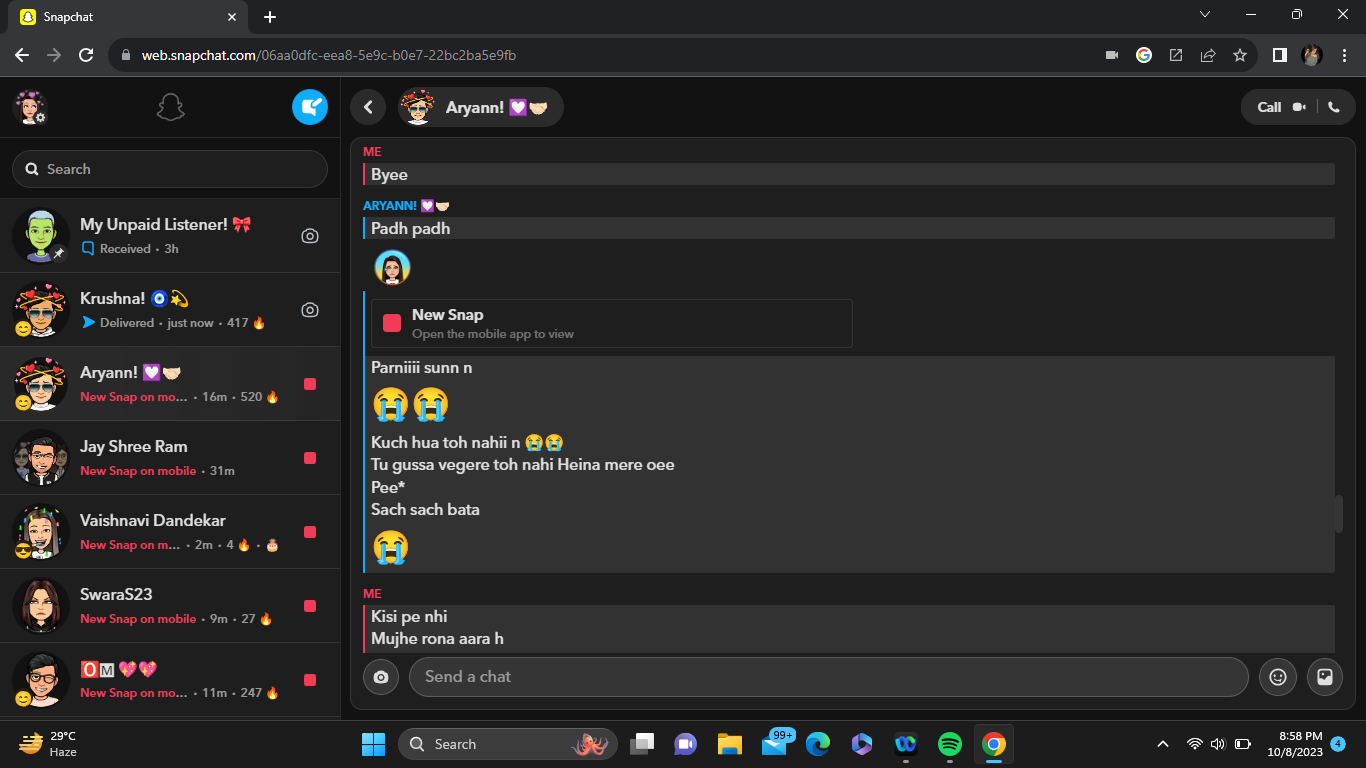 Snapchat
web.snapchat.com/06aa0dfc-eea8-5e9c-b0e7-22bc2ba5e9fb
Search
My Unpaid Listener! 🎀
Received • 3h
Krushna! 🧿💫
Delivered • just now • 417 🔥
Aryann! 💟🤝🏻
New Snap on mo... • 16m • 520 🔥
Jay Shree Ram
New Snap on mobile • 31m
Vaishnavi Dandekar
New Snap on m... • 2m • 4 🔥 • 🎂
SwaraS23
New Snap on mobile • 9m • 27 🔥
🅾🄼 💖💖
New Snap on mo... • 11m • 247 🔥
Aryann! 💟🤝🏻
Call
ME
Byee
ARYANN! 💟🤝🏻
Padh padh
New Snap
Open the mobile app to view
Parniiii sunn n
😭😭
Kuch hua toh nahii n 😭😭
Tu gussa vegere toh nahi Heina mere oee
Pee*
Sach sach bata
😭
ME
Kisi pe nhi
Mujhe rona aara h
Send a chat
29°C
Haze
Search
99+
8:58 PM
10/8/2023
4